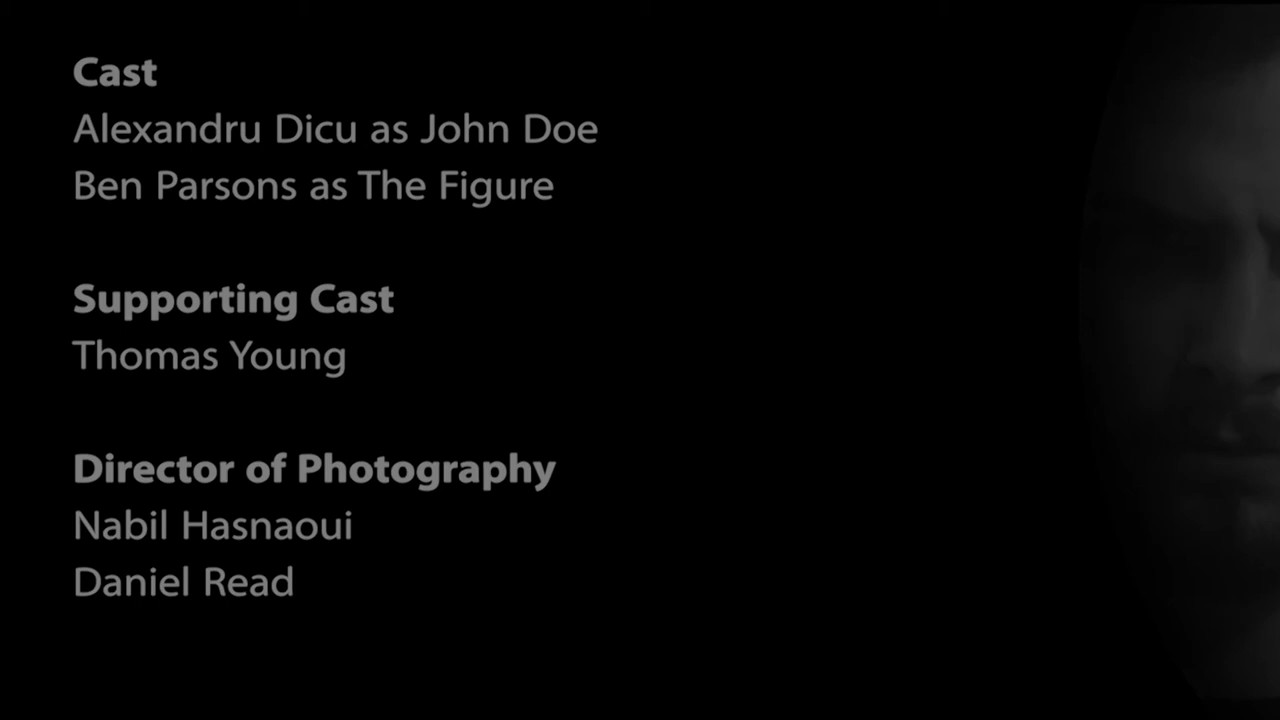 Cast
Alexandru Dicu as John Doe
Ben Parsons as The Figure
Supporting Cast
Thomas Young
Director of Photography
Nabil Hasnaoui
Daniel Read